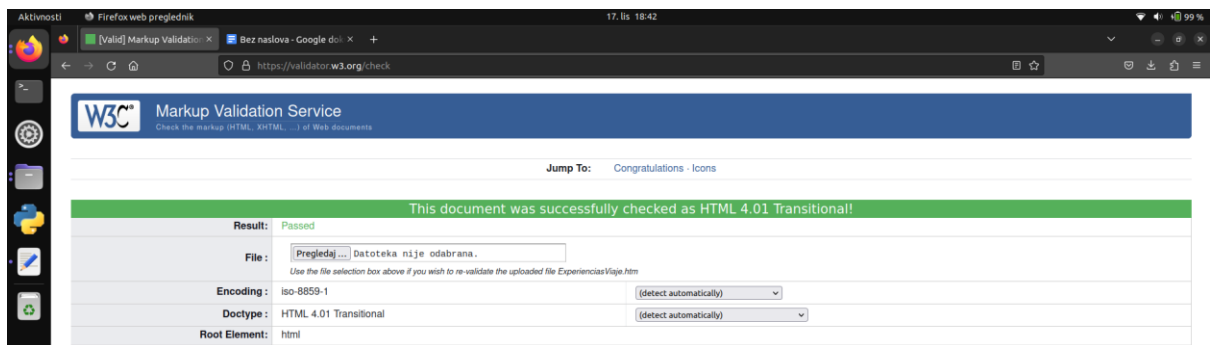 Aktivnosti Firefox web preglednik 17. lis 18:42 99 %
[Valid] Markup Validation Bez naslova - Google dok
https://validator.w3.org/check
W3C® Markup Validation Service
Check the markup (HTML, XHTML, ...) of Web documents
Jump To: Congratulations · Icons
This document was successfully checked as HTML 4.01 Transitional!
Result: Passed
File : Pregledaj ... Datoteka nije odabrana.
Use the file selection box above if you wish to re-validate the uploaded file ExperienciasViaje.htm
Encoding : iso-8859-1 (detect automatically)
Doctype : HTML 4.01 Transitional (detect automatically)
Root Element: html